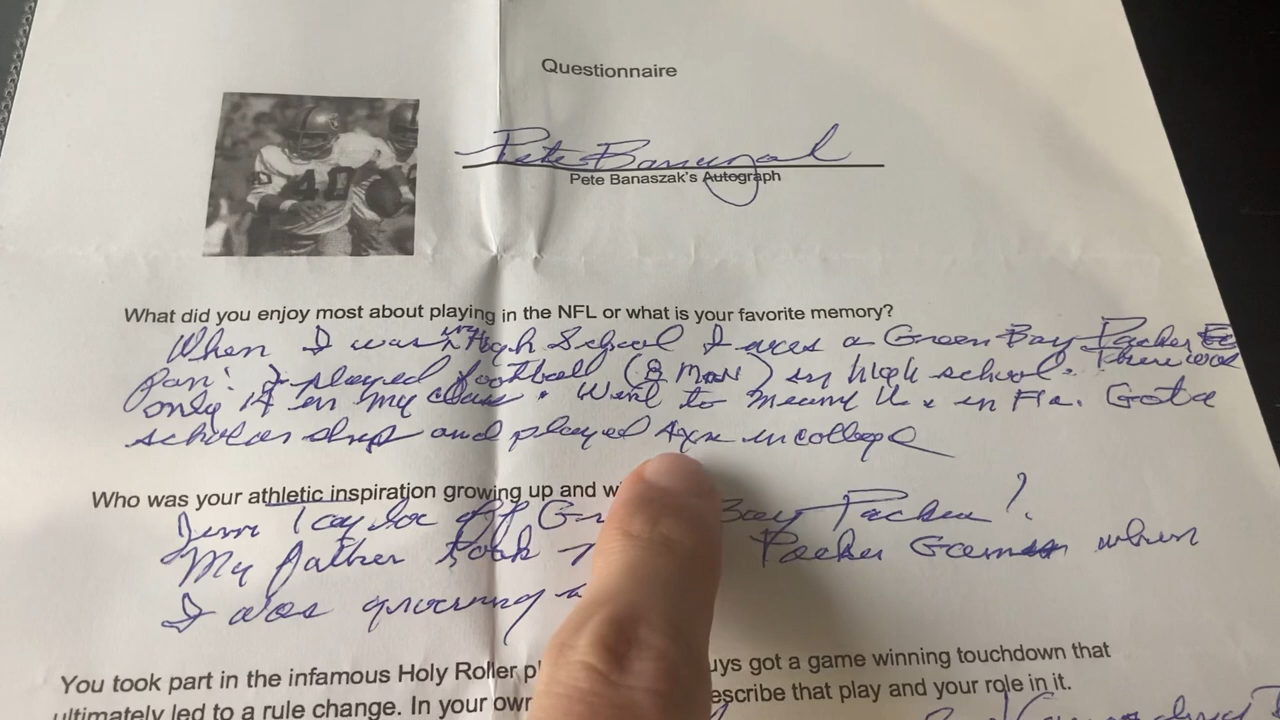 Questionnaire
40
Pete Banaszak
Pete Banaszak's Autograph
What did you enjoy most about playing in the NFL or what is your favorite memory?
When I was in High School I was a Green Bay Packer
fan! I played football (8 Man) in high school. There was
only 18 in my class. Went to in Fla. Got a
scholarship and played in college
Who was your athletic inspiration growing up and w
Jim Taylor of Gr Bay Packer
My father took Packer Games when
I was growing
You took part in the infamous Holy Roller pl uys got a game winning touchdown that
ultimately led to a rule change. In your own escribe that play and your role in it.